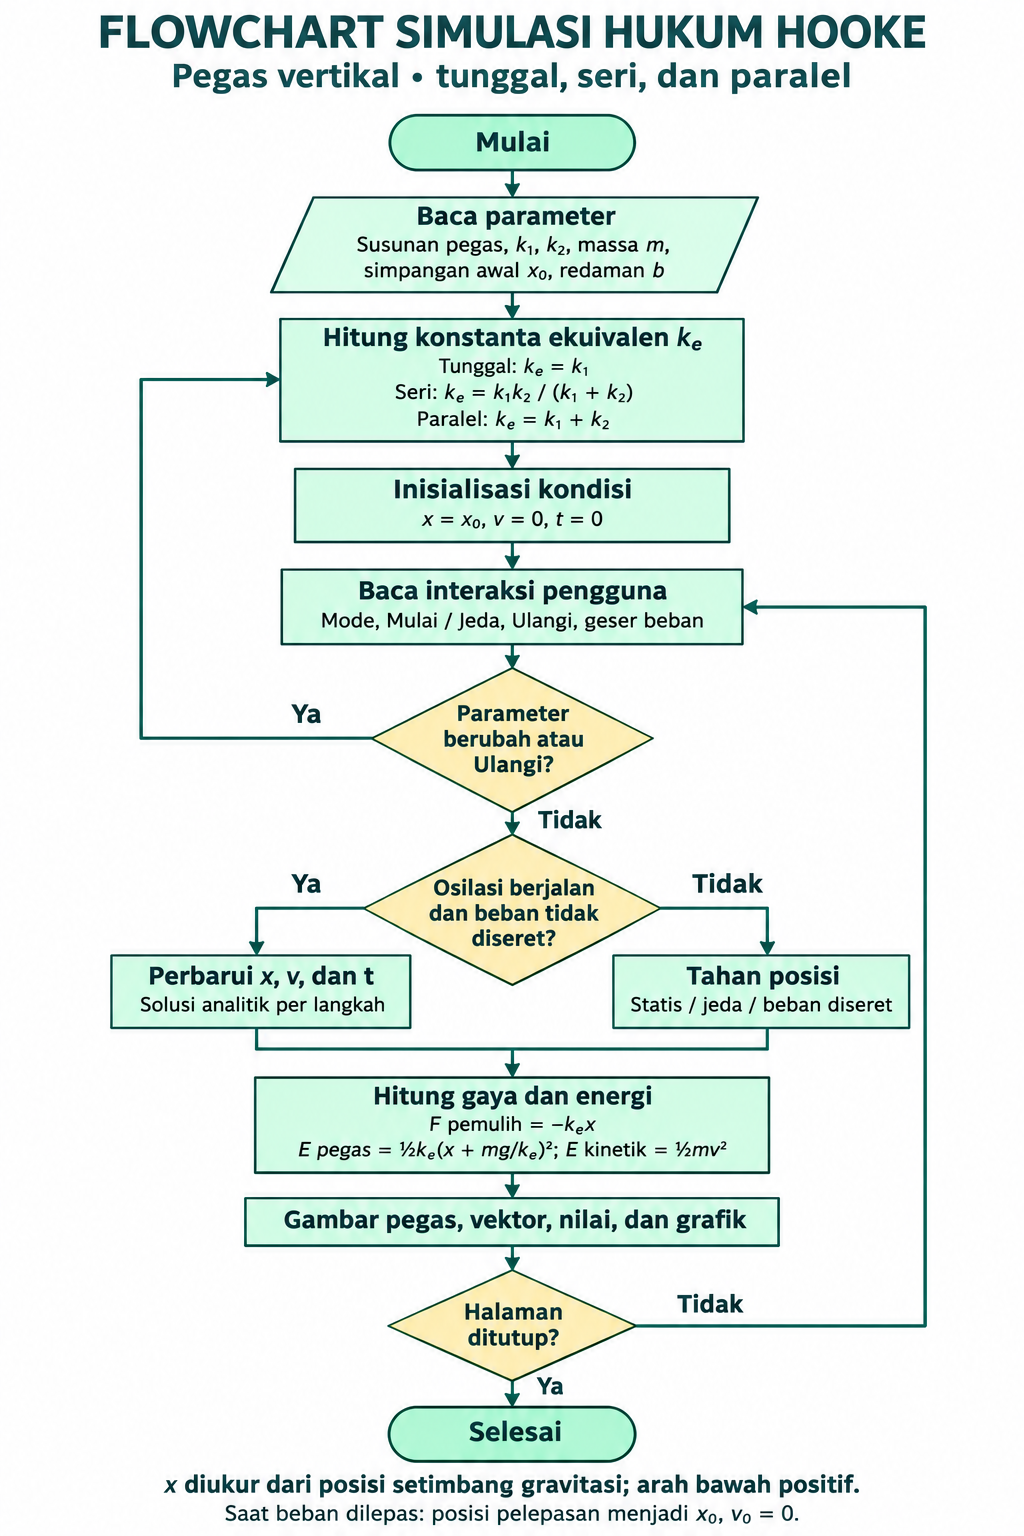 FLOWCHART SIMULASI HUKUM HOOKE
Pegas vertikal • tunggal, seri, dan paralel
Mulai
Baca parameter
Susunan pegas, k₁, k₂, massa m,
simpangan awal x₀, redaman b
Hitung konstanta ekuivalen kₑ
Tunggal: kₑ = k₁
Seri: kₑ = k₁k₂ / (k₁ + k₂)
Paralel: kₑ = k₁ + k₂
Inisialisasi kondisi
x = x₀, v = 0, t = 0
Baca interaksi pengguna
Mode, Mulai / Jeda, Ulangi, geser beban
Ya
Parameter
berubah atau
Ulangi?
Tidak
Ya
Osilasi berjalan
dan beban tidak
diseret?
Tidak
Perbarui x, v, dan t
Solusi analitik per langkah
Tahan posisi
Statis / jeda / beban diseret
Hitung gaya dan energi
F pemulih = −kₑx
E pegas = ½kₑ(x + mg/kₑ)²; E kinetik = ½mv²
Gambar pegas, vektor, nilai, dan grafik
Halaman
ditutup?
Tidak
Ya
Selesai
x diukur dari posisi setimbang gravitasi; arah bawah positif.
Saat beban dilepas: posisi pelepasan menjadi x₀, v₀ = 0.